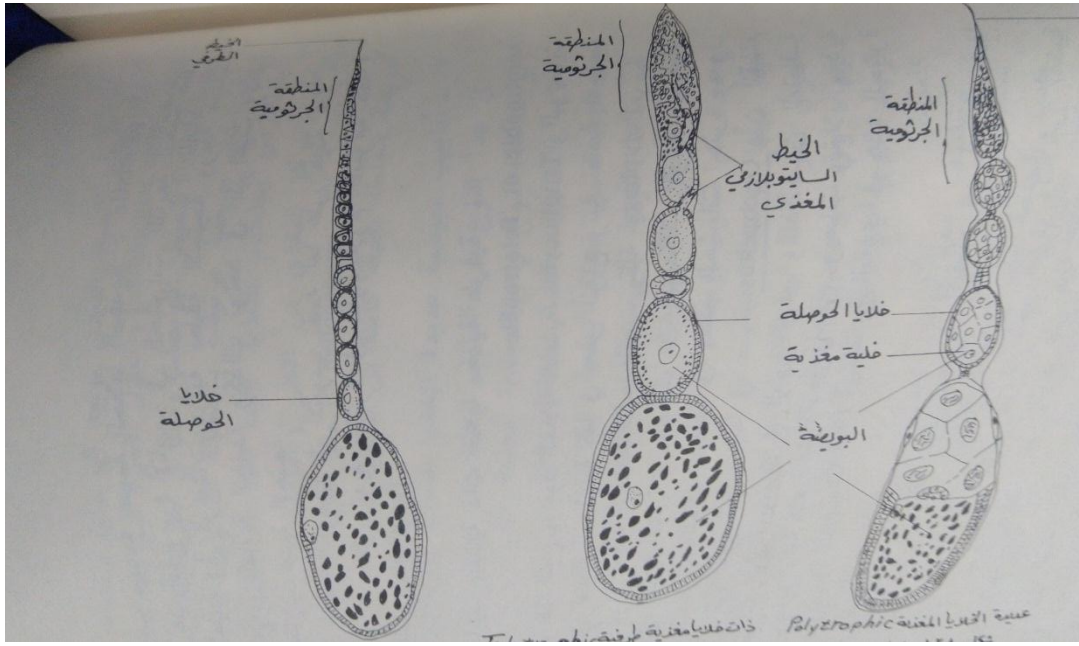 الخيط
الطرفي
المنطقة
الجرثومية
خلايا
الحوصلة
المنطقة
الجرثومية
الخيط
السايتوبلازمي
المغذي
المنطقة
الجرثومية
خلايا الحوصلة
خلية مغذية
البويضة
ذات خلايا مغذية طرفية
عديدة الخلايا المغذية Polytrophic